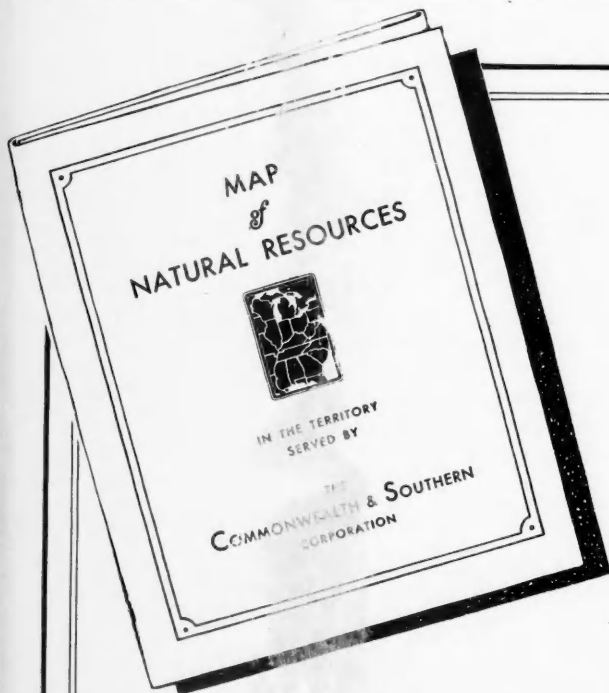 MAP
of
NATURAL RESOURCES
IN THE TERRITORY
SERVED BY
THE
COMMONWEALTH & SOUTHERN
CORPORATION